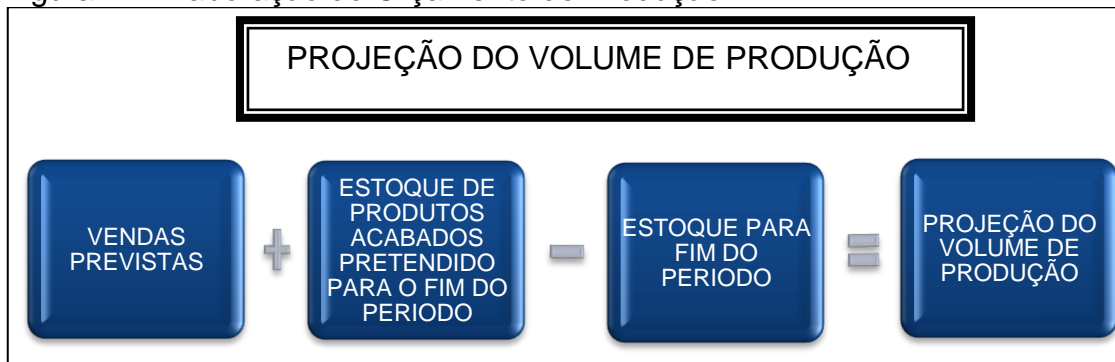 PROJEÇÃO DO VOLUME DE PRODUÇÃO
VENDAS
PREVISTAS
+
ESTOQUE DE
PRODUTOS
ACABADOS
PRETENDIDO
PARA O FIM DO
PERIODO
−
ESTOQUE PARA
FIM DO
PERIODO
=
PROJEÇÃO DO
VOLUME DE
PRODUÇÃO